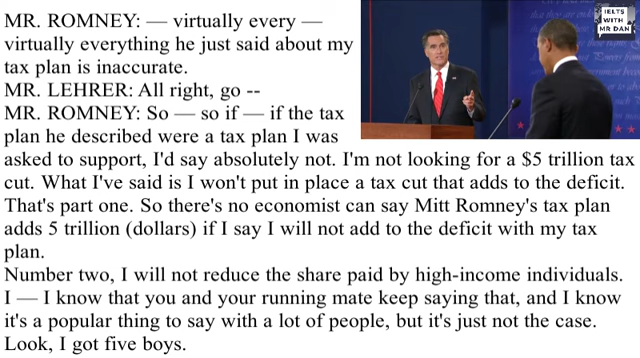 MR. ROMNEY: — virtually every —
virtually everything he just said about my
tax plan is inaccurate.
MR. LEHRER: All right, go --
MR. ROMNEY: So — so if — if the tax
plan he described were a tax plan I was
asked to support, I'd say absolutely not. I'm not looking for a $5 trillion tax
cut. What I've said is I won't put in place a tax cut that adds to the deficit.
That's part one. So there's no economist can say Mitt Romney's tax plan
adds 5 trillion (dollars) if I say I will not add to the deficit with my tax
plan.
Number two, I will not reduce the share paid by high-income individuals.
I — I know that you and your running mate keep saying that, and I know
it's a popular thing to say with a lot of people, but it's just not the case.
Look, I got five boys.
IELTS
WITH
MR DAN